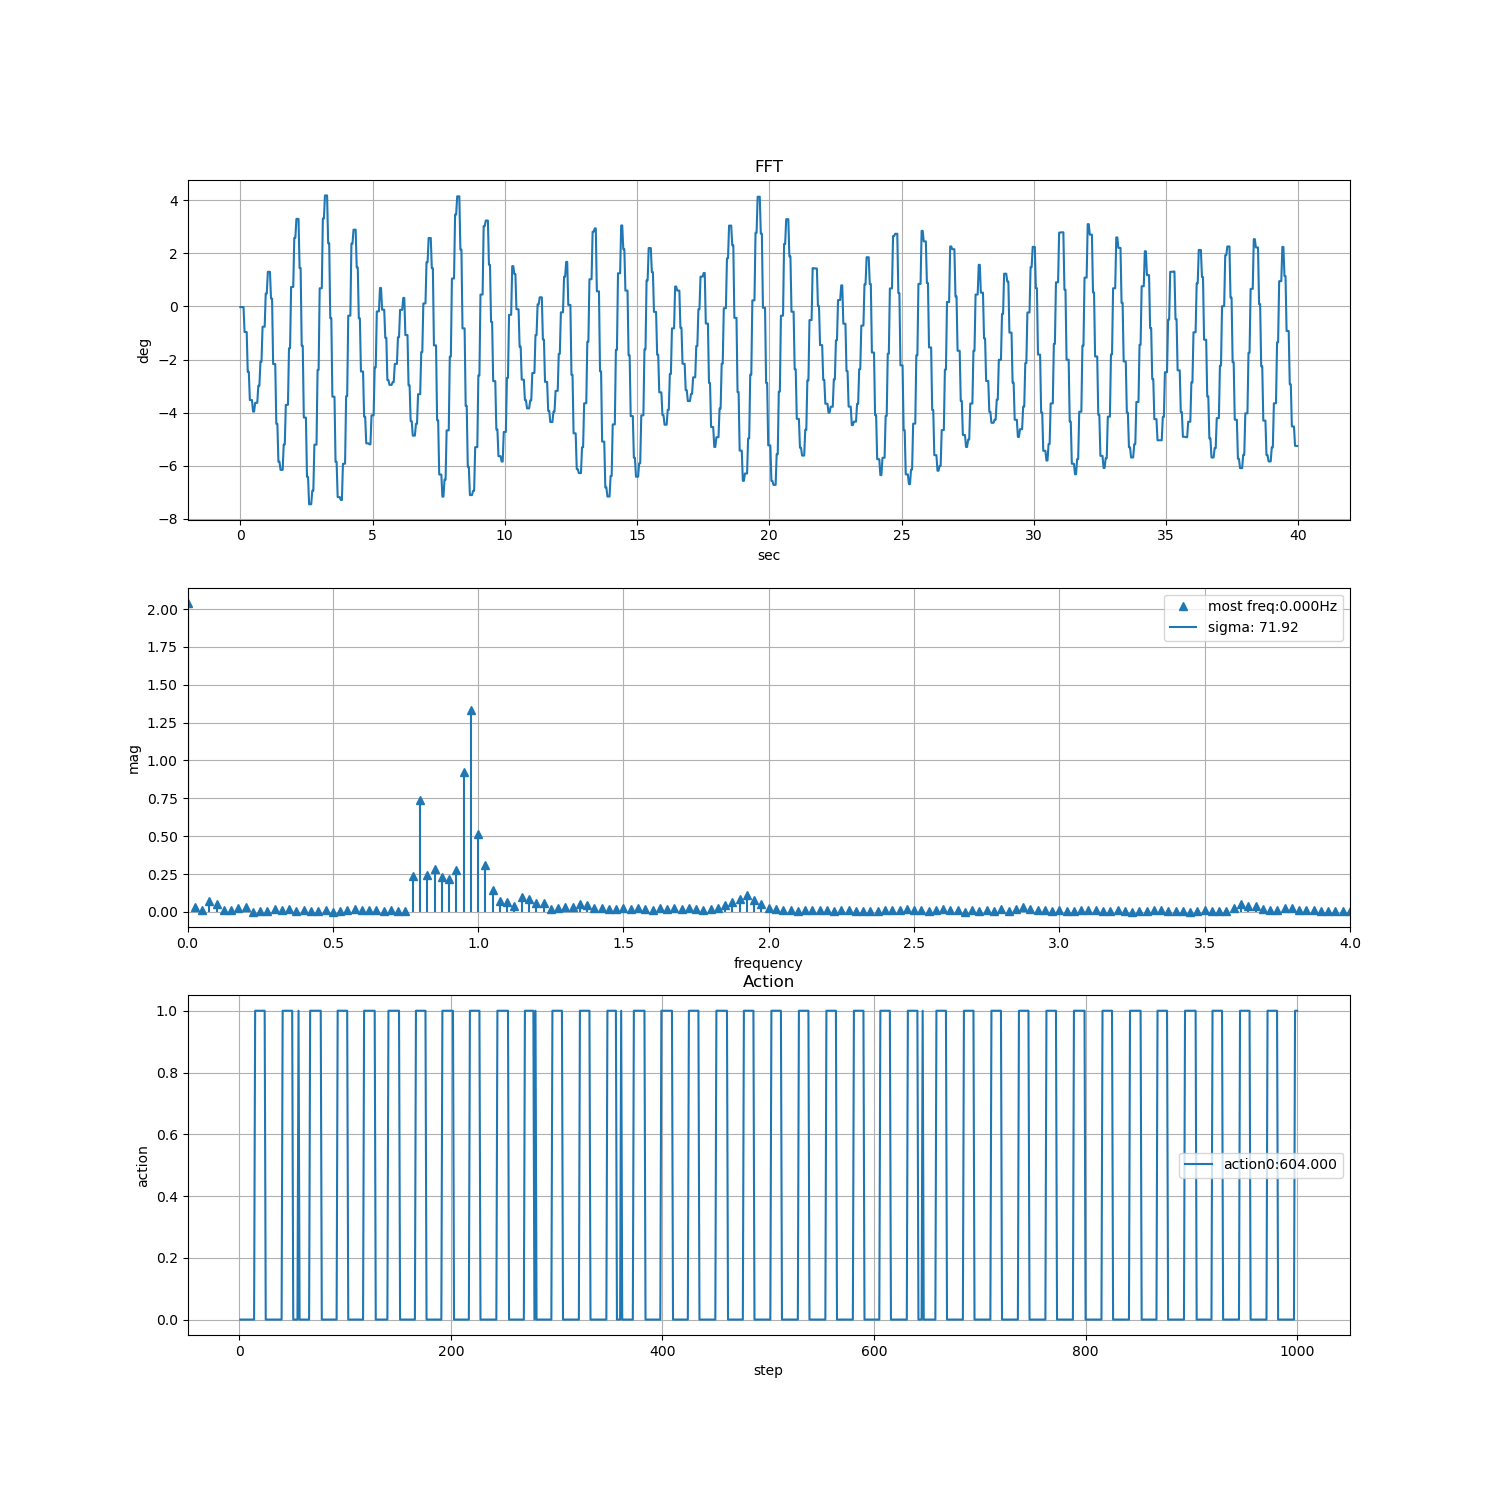 FFT
4
2
0
−2
−4
−6
−8
deg
0 5 10 15 20 25 30 35 40
sec
2.00
1.75
1.50
1.25
1.00
0.75
0.50
0.25
0.00
mag
most freq:0.000Hz
sigma: 71.92
0.0 0.5 1.0 1.5 2.0 2.5 3.0 3.5 4.0
frequency
Action
1.0
0.8
0.6
0.4
0.2
0.0
action
action0:604.000
0 200 400 600 800 1000
step